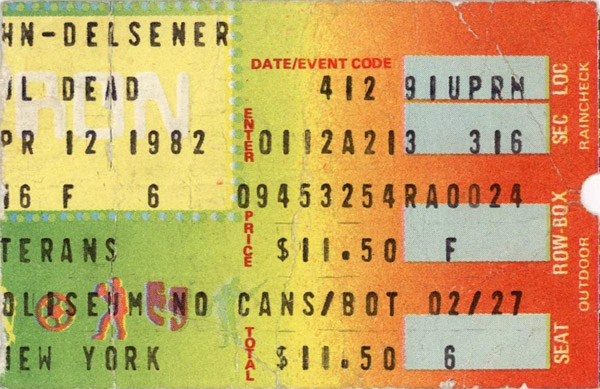 HN-DELSENER
DATE/EVENT CODE
UL DEAD 412 91UPRM LOC
PR 12 1982 ENTER 0112A213 316 SEC RAINCHECK
16 F 6 09453254RA0024
TERANS PRICE $11.50 F ROW-BOX OUTDOOR
OLISEUM NO CANS/BOT 02/27
NEW YORK TOTAL $11.50 6 SEAT